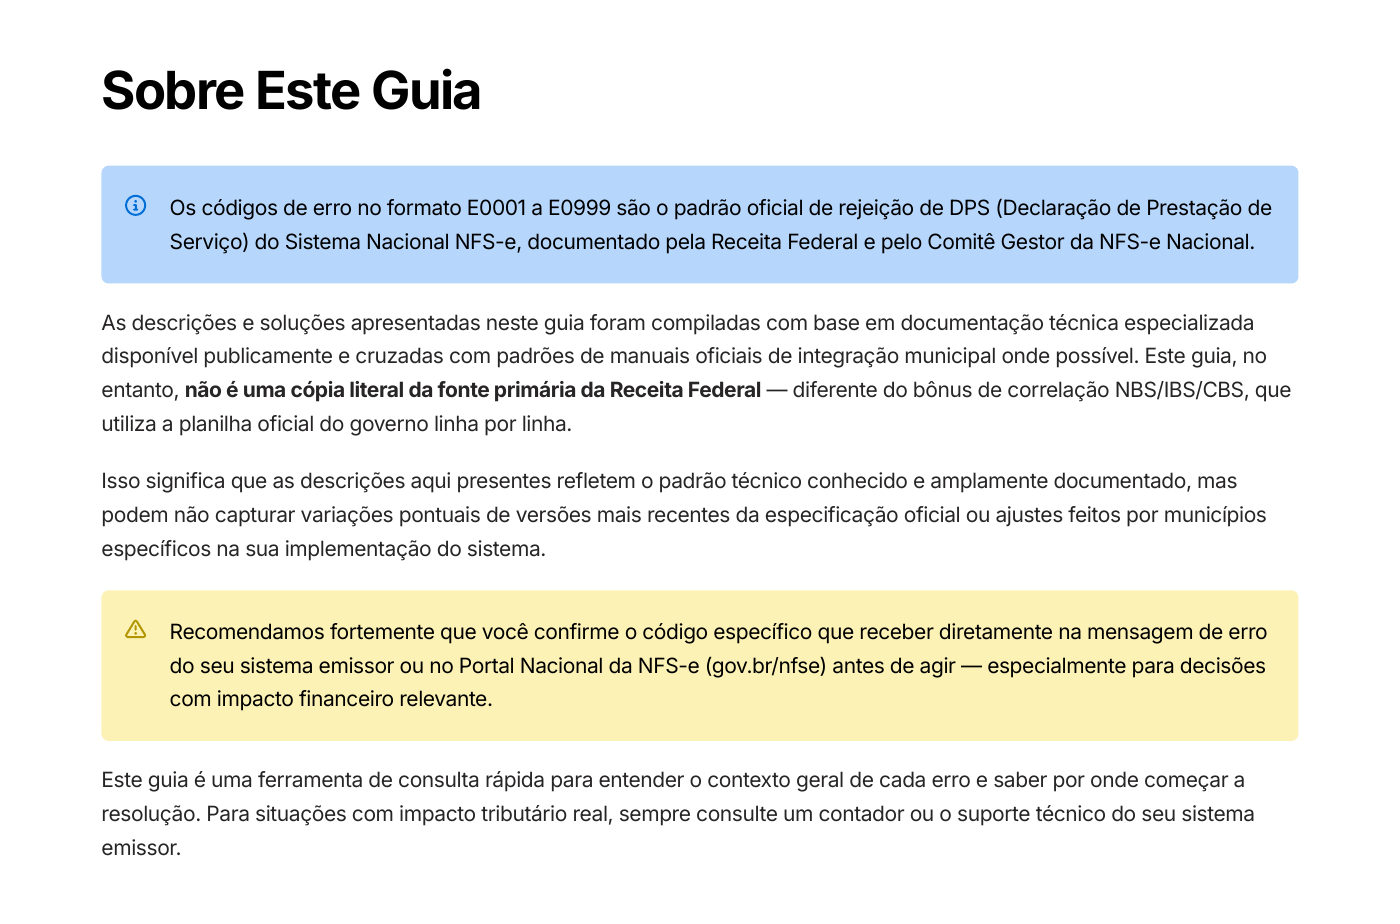 Sobre Este Guia
Os códigos de erro no formato E0001 a E0999 são o padrão oficial de rejeição de DPS (Declaração de Prestação de
Serviço) do Sistema Nacional NFS-e, documentado pela Receita Federal e pelo Comitê Gestor da NFS-e Nacional.
As descrições e soluções apresentadas neste guia foram compiladas com base em documentação técnica especializada
disponível publicamente e cruzadas com padrões de manuais oficiais de integração municipal onde possível. Este guia, no
entanto, não é uma cópia literal da fonte primária da Receita Federal — diferente do bônus de correlação NBS/IBS/CBS, que
utiliza a planilha oficial do governo linha por linha.
Isso significa que as descrições aqui presentes refletem o padrão técnico conhecido e amplamente documentado, mas
podem não capturar variações pontuais de versões mais recentes da especificação oficial ou ajustes feitos por municípios
específicos na sua implementação do sistema.
Recomendamos fortemente que você confirme o código específico que receber diretamente na mensagem de erro
do seu sistema emissor ou no Portal Nacional da NFS-e (gov.br/nfse) antes de agir — especialmente para decisões
com impacto financeiro relevante.
Este guia é uma ferramenta de consulta rápida para entender o contexto geral de cada erro e saber por onde começar a
resolução. Para situações com impacto tributário real, sempre consulte um contador ou o suporte técnico do seu sistema
emissor.